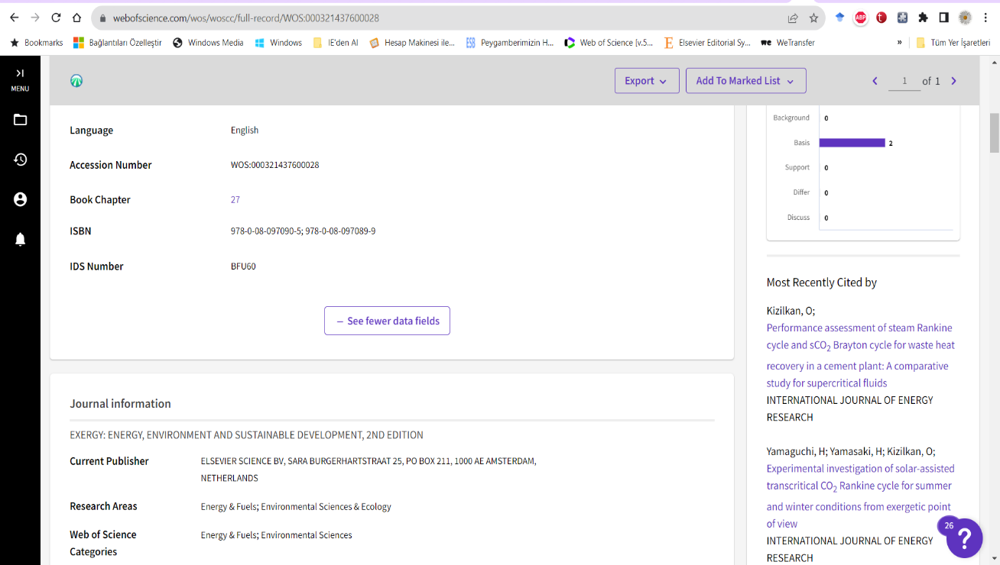 webofscience.com/wos/woscc/full-record/WOS:000321437600028
ABP
t
Bookmarks
Bağlantıları Özelleştir
Windows Media
Windows
IE'den Al
Hesap Makinesi ile...
ESB
Peygamberimizin H...
Web of Science [v.5...
E
Elsevier Editorial Sy...
we
WeTransfer
»
Tüm Yer İşaretleri
MENU
Export
Add To Marked List
1 of 1
Language English
Accession Number WOS:000321437600028
Book Chapter 27
ISBN 978-0-08-097090-5; 978-0-08-097089-9
IDS Number BFU60
– See fewer data fields
Journal information
EXERGY: ENERGY, ENVIRONMENT AND SUSTAINABLE DEVELOPMENT, 2ND EDITION
Current Publisher ELSEVIER SCIENCE BV, SARA BURGERHARTSTRAAT 25, PO BOX 211, 1000 AE AMSTERDAM,
NETHERLANDS
Research Areas Energy & Fuels; Environmental Sciences & Ecology
Web of Science Energy & Fuels; Environmental Sciences
Categories
Background 0
Basis 2
Support 0
Differ 0
Discuss 0
Most Recently Cited by
Kizilkan, O;
Performance assessment of steam Rankine
cycle and sCO2 Brayton cycle for waste heat
recovery in a cement plant: A comparative
study for supercritical fluids
INTERNATIONAL JOURNAL OF ENERGY
RESEARCH
Yamaguchi, H; Yamasaki, H; Kizilkan, O;
Experimental investigation of solar-assisted
transcritical CO2 Rankine cycle for summer
and winter conditions from exergetic point
of view
INTERNATIONAL JOURNAL OF ENERGY
RESEARCH
26
?